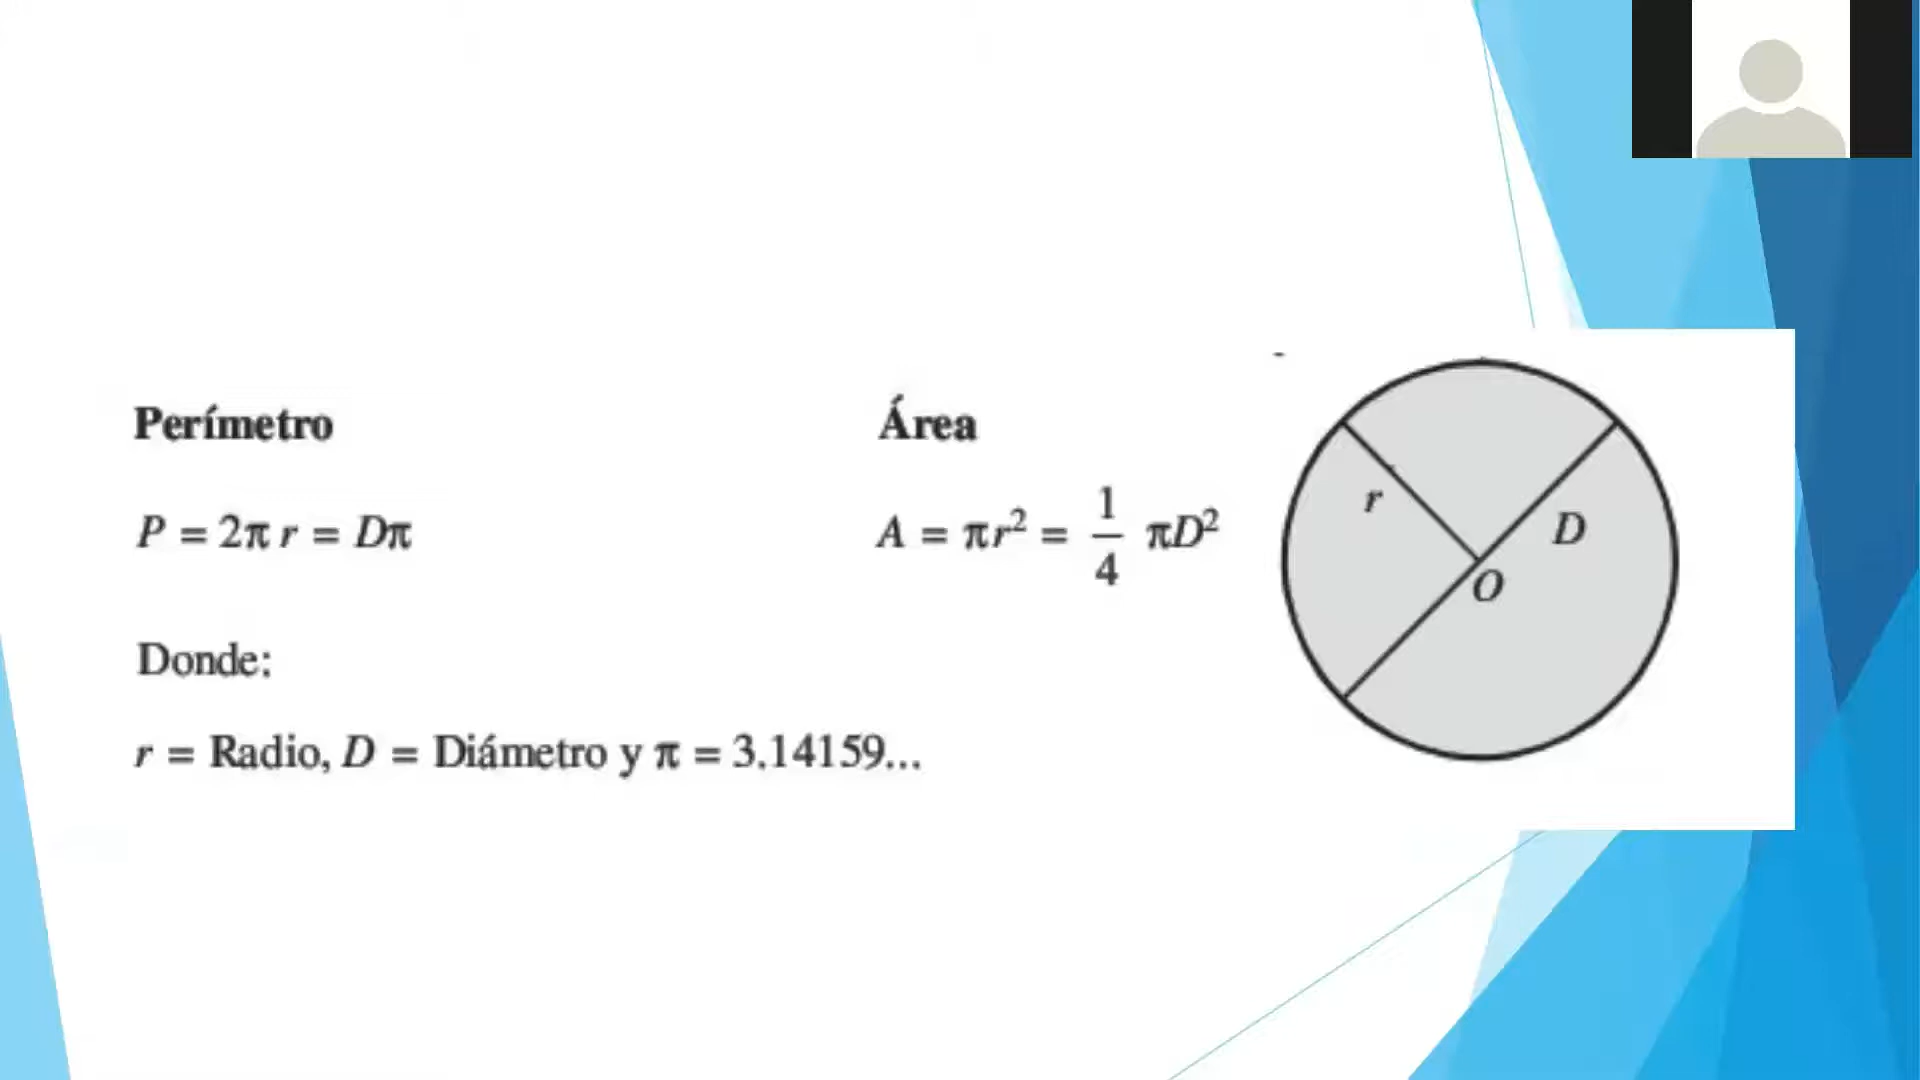 Perímetro
P = 2π r = Dπ
Área
A = πr² = 1/4 πD²
Donde:
r = Radio, D = Diámetro y π = 3.14159...
r
D
O